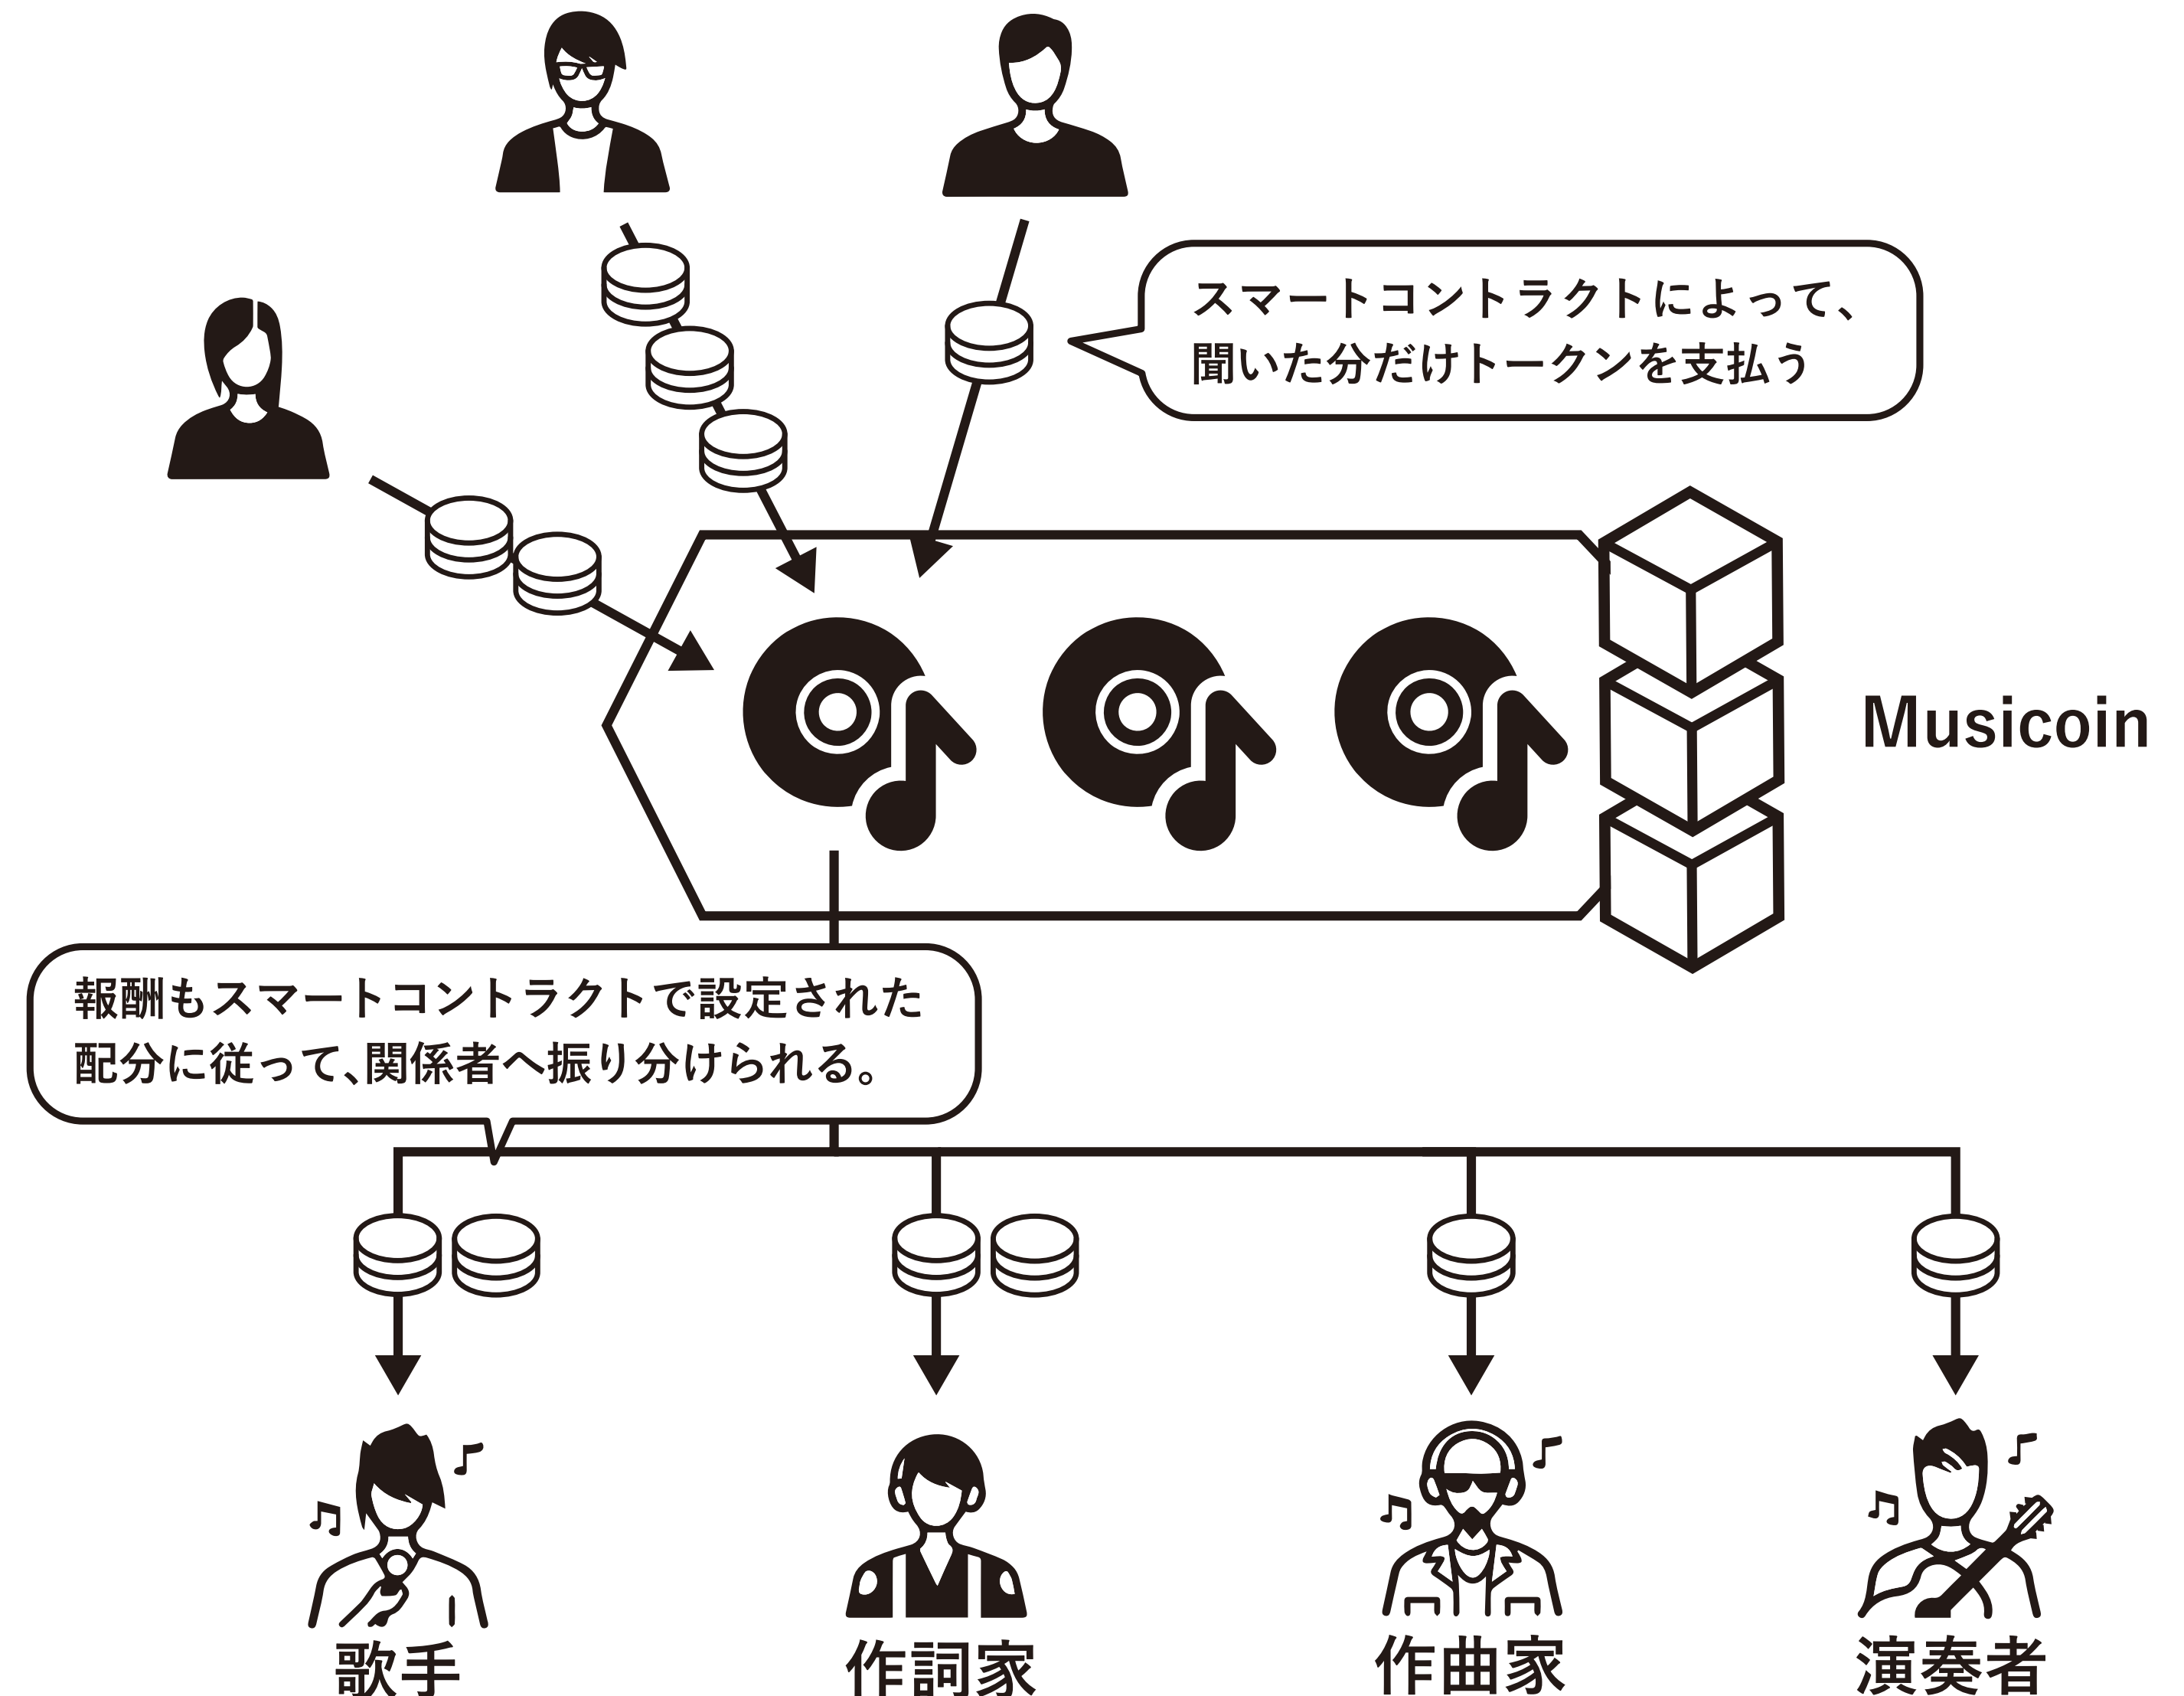 スマートコントラクトによって、
聞いた分だけトークンを支払う
Musicoin
報酬もスマートコントラクトで設定された
配分に従って、関係者へ振り分けられる。
歌手
作詞家
作曲家
演奏者